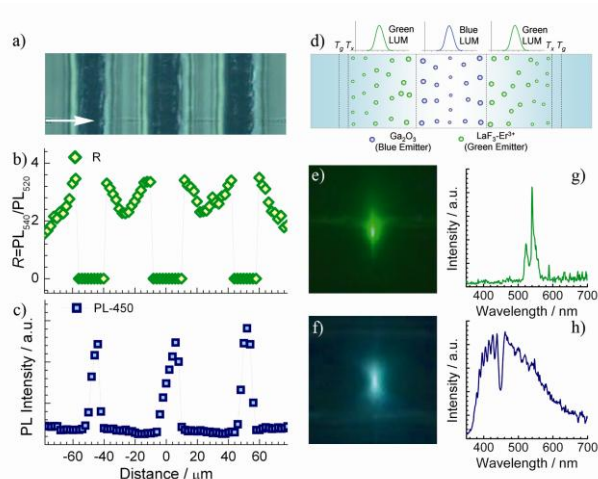 a)
b)
R
R=PL540/PL520
4
2
0
c)
PL-450
PL Intensity / a.u.
-60 -40 -20 0 20 40 60
Distance / μm
d)
Green LUM
Blue LUM
Green LUM
Tg Tx
Tx Tg
Ga2O3
(Blue Emitter)
LaF3-Er3+
(Green Emitter)
e)
g)
Intensity / a.u.
400 500 600 700
Wavelength / nm
f)
h)
Intensity / a.u.
400 500 600 700
Wavelength / nm